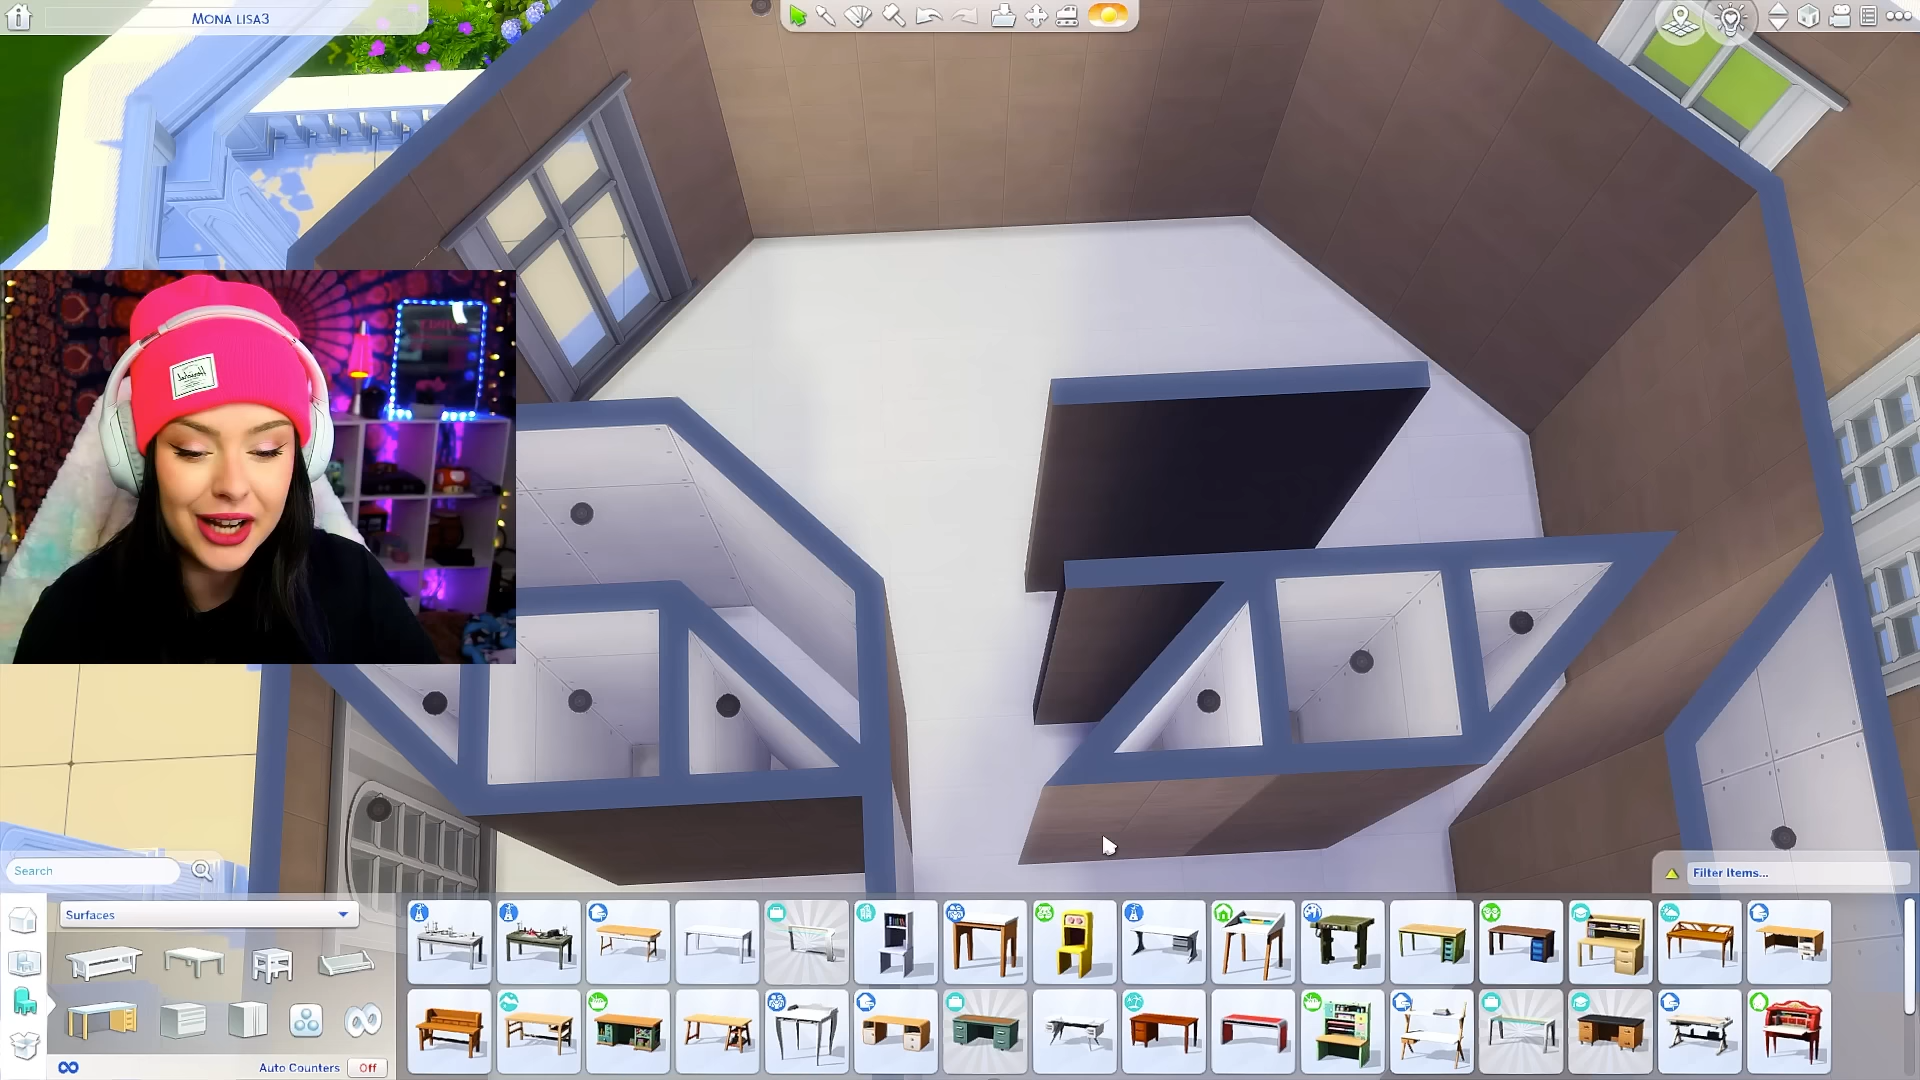 Mona lisa3
Search
Filter Items...
Surfaces
Auto Counters
Off